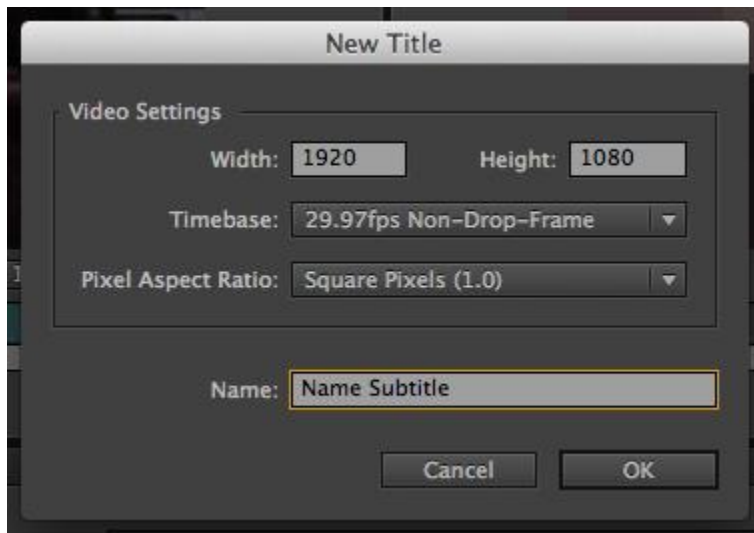 New Title
Video Settings
Width: 1920 Height: 1080
Timebase: 29.97fps Non-Drop-Frame
Pixel Aspect Ratio: Square Pixels (1.0)
Name: Name Subtitle
Cancel OK